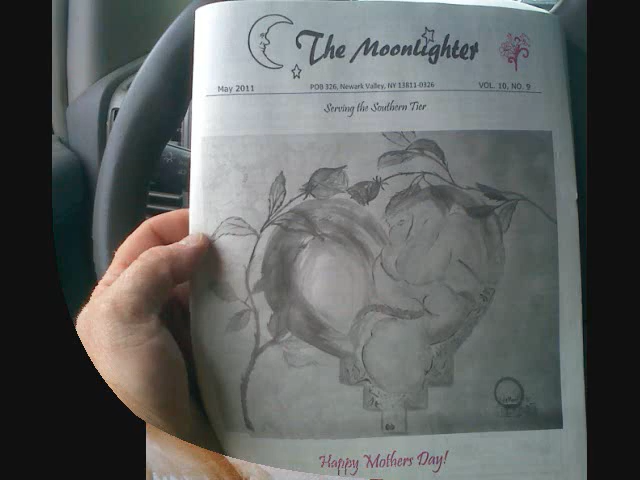 The Moonlighter
May 2011 POB 326, Newark Valley, NY 13811-0326 VOL. 10, NO. 9
Serving the Southern Tier
Happy Mothers Day!